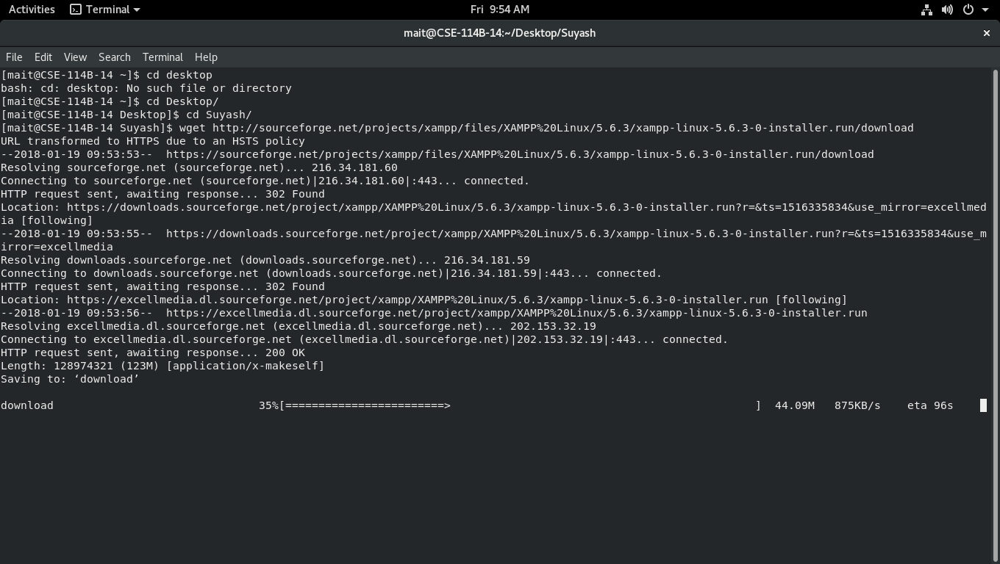 Activities Terminal Fri 9:54 AM
mait@CSE-114B-14:~/Desktop/Suyash ×
File Edit View Search Terminal Help
[mait@CSE-114B-14 ~]$ cd desktop
bash: cd: desktop: No such file or directory
[mait@CSE-114B-14 ~]$ cd Desktop/
[mait@CSE-114B-14 Desktop]$ cd Suyash/
[mait@CSE-114B-14 Suyash]$ wget http://sourceforge.net/projects/xampp/files/XAMPP%20Linux/5.6.3/xampp-linux-5.6.3-0-installer.run/download
URL transformed to HTTPS due to an HSTS policy
--2018-01-19 09:53:53--  https://sourceforge.net/projects/xampp/files/XAMPP%20Linux/5.6.3/xampp-linux-5.6.3-0-installer.run/download
Resolving sourceforge.net (sourceforge.net)... 216.34.181.60
Connecting to sourceforge.net (sourceforge.net)|216.34.181.60|:443... connected.
HTTP request sent, awaiting response... 302 Found
Location: https://downloads.sourceforge.net/project/xampp/XAMPP%20Linux/5.6.3/xampp-linux-5.6.3-0-installer.run?r=&ts=1516335834&use_mirror=excellmed
ia [following]
--2018-01-19 09:53:55--  https://downloads.sourceforge.net/project/xampp/XAMPP%20Linux/5.6.3/xampp-linux-5.6.3-0-installer.run?r=&ts=1516335834&use_m
irror=excellmedia
Resolving downloads.sourceforge.net (downloads.sourceforge.net)... 216.34.181.59
Connecting to downloads.sourceforge.net (downloads.sourceforge.net)|216.34.181.59|:443... connected.
HTTP request sent, awaiting response... 302 Found
Location: https://excellmedia.dl.sourceforge.net/project/xampp/XAMPP%20Linux/5.6.3/xampp-linux-5.6.3-0-installer.run [following]
--2018-01-19 09:53:56--  https://excellmedia.dl.sourceforge.net/project/xampp/XAMPP%20Linux/5.6.3/xampp-linux-5.6.3-0-installer.run
Resolving excellmedia.dl.sourceforge.net (excellmedia.dl.sourceforge.net)... 202.153.32.19
Connecting to excellmedia.dl.sourceforge.net (excellmedia.dl.sourceforge.net)|202.153.32.19|:443... connected.
HTTP request sent, awaiting response... 200 OK
Length: 128974321 (123M) [application/x-makeself]
Saving to: ‘download’
download 35%[========================> ] 44.09M 875KB/s eta 96s